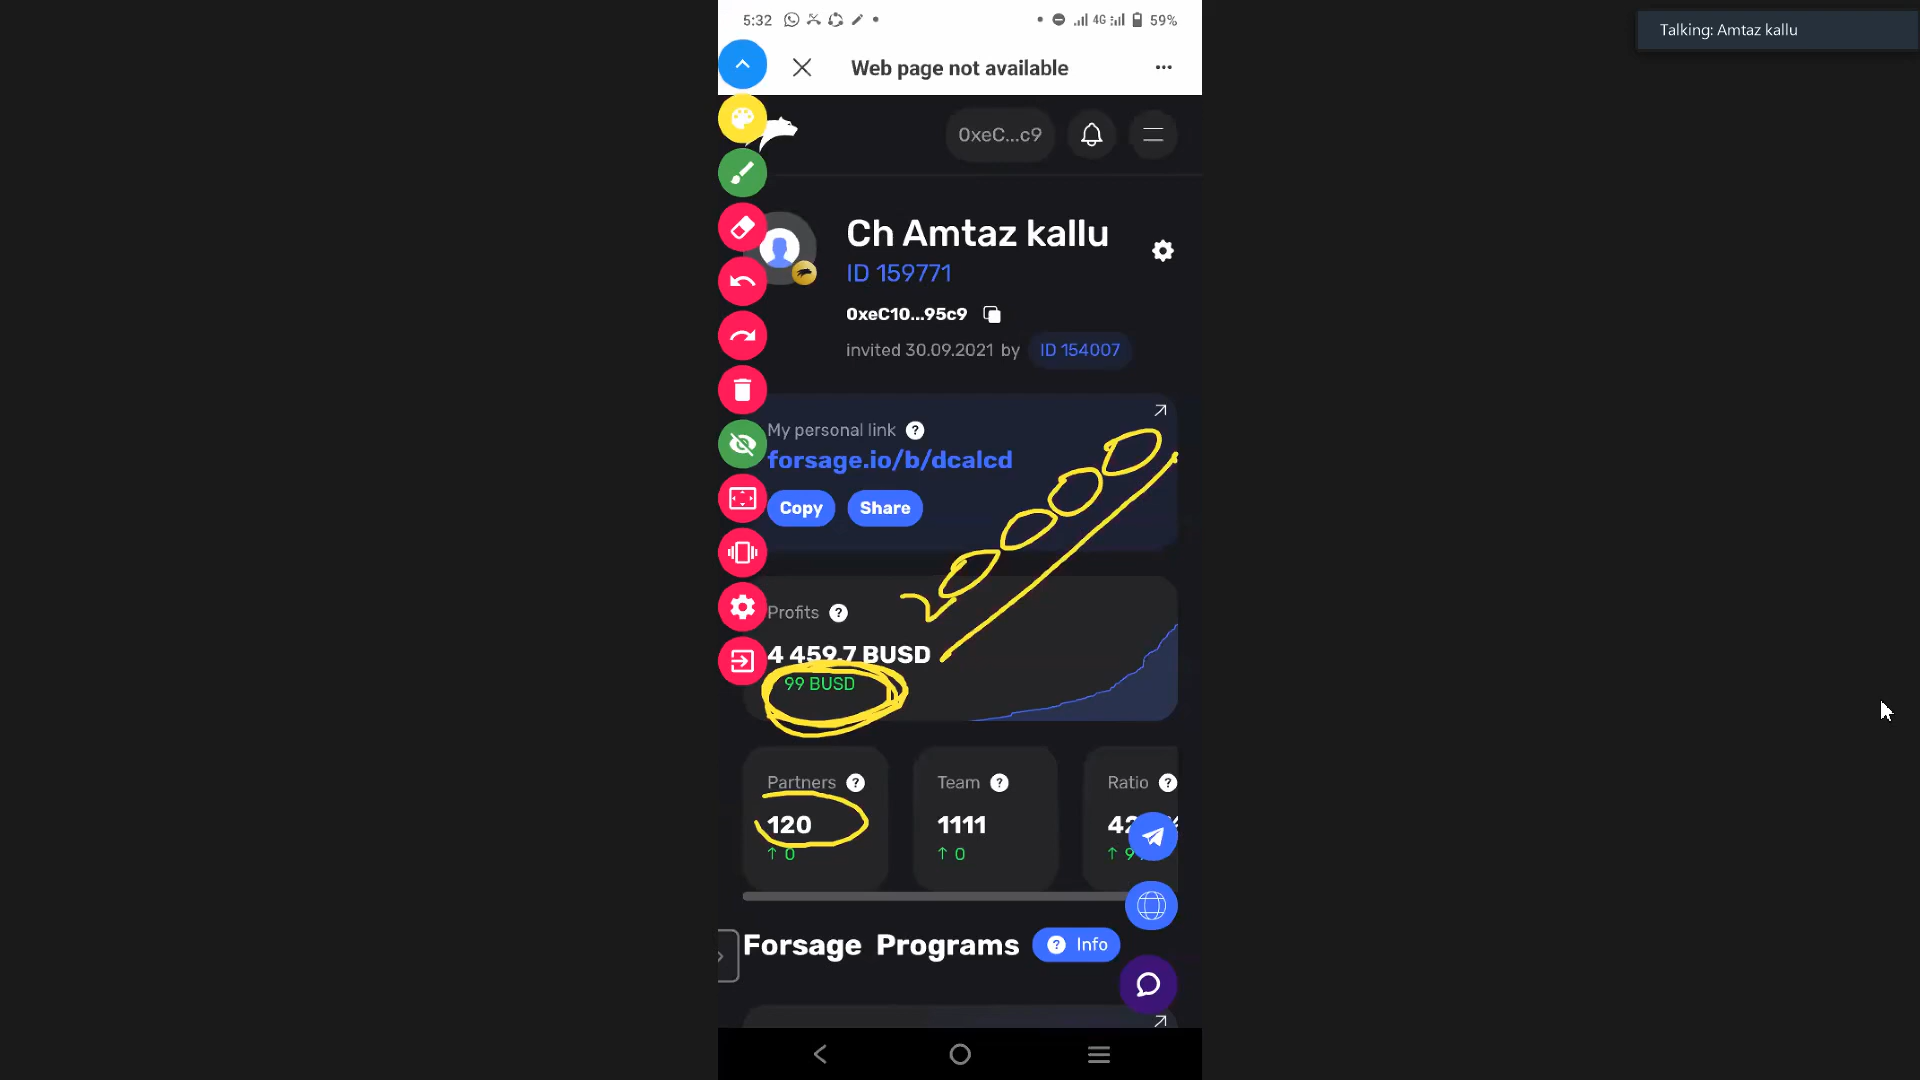 5:32
4G
59%
Talking: Amtaz kallu
Web page not available
0xeC...c9
Ch Amtaz kallu
ID 159771
0xeC10...95c9
invited 30.09.2021 by ID 154007
My personal link ?
forsage.io/b/dcalcd
Copy Share
Profits ?
4 459.7 BUSD
99 BUSD
Partners ?
120
↑ 0
Team ?
1111
↑ 0
Ratio ?
↑
Forsage Programs ? Info